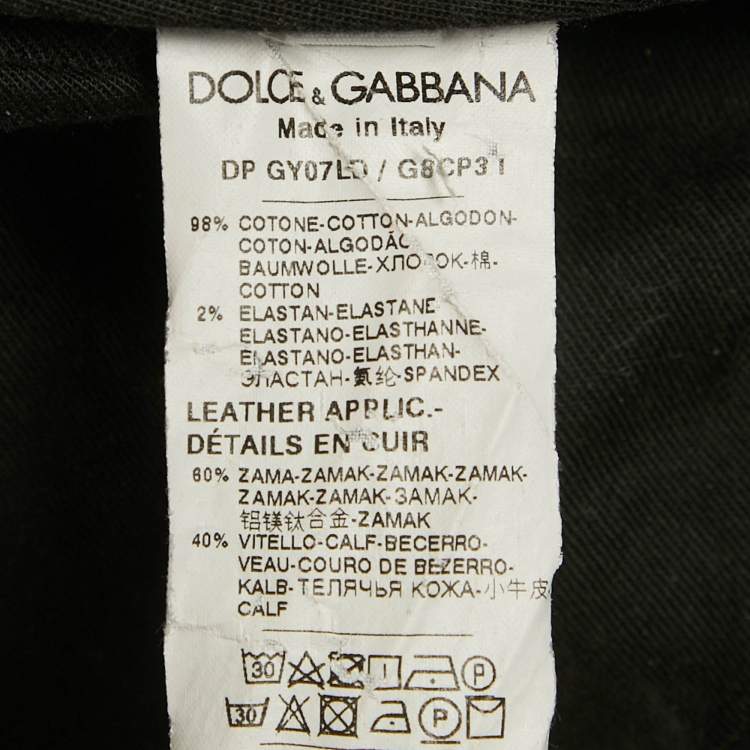 DOLCE & GABBANA
Made in Italy
DP GY07LD / G8CP3
98% COTONE-COTTON-ALGODON-
COTON-ALGODÃO
BAUMWOLLE-ХЛОПОК-棉-
COTTON
2% ELASTAN-ELASTANE
ELASTANO-ELASTHANNE-
ELASTANO-ELASTHAN-
ЭЛАСТАН-氨纶-SPANDEX
LEATHER APPLIC.-
DÉTAILS EN CUIR
60% ZAMA-ZAMAK-ZAMAK-ZAMAK-
ZAMAK-ZAMAK-ЗАМАК-
铝镁钛合金-ZAMAK
40% VITELLO-CALF-BECERRO-
VEAU-COURO DE BEZERRO-
KALB-ТЕЛЯЧЬЯ КОЖА-小牛皮
CALF
30 P
30 P